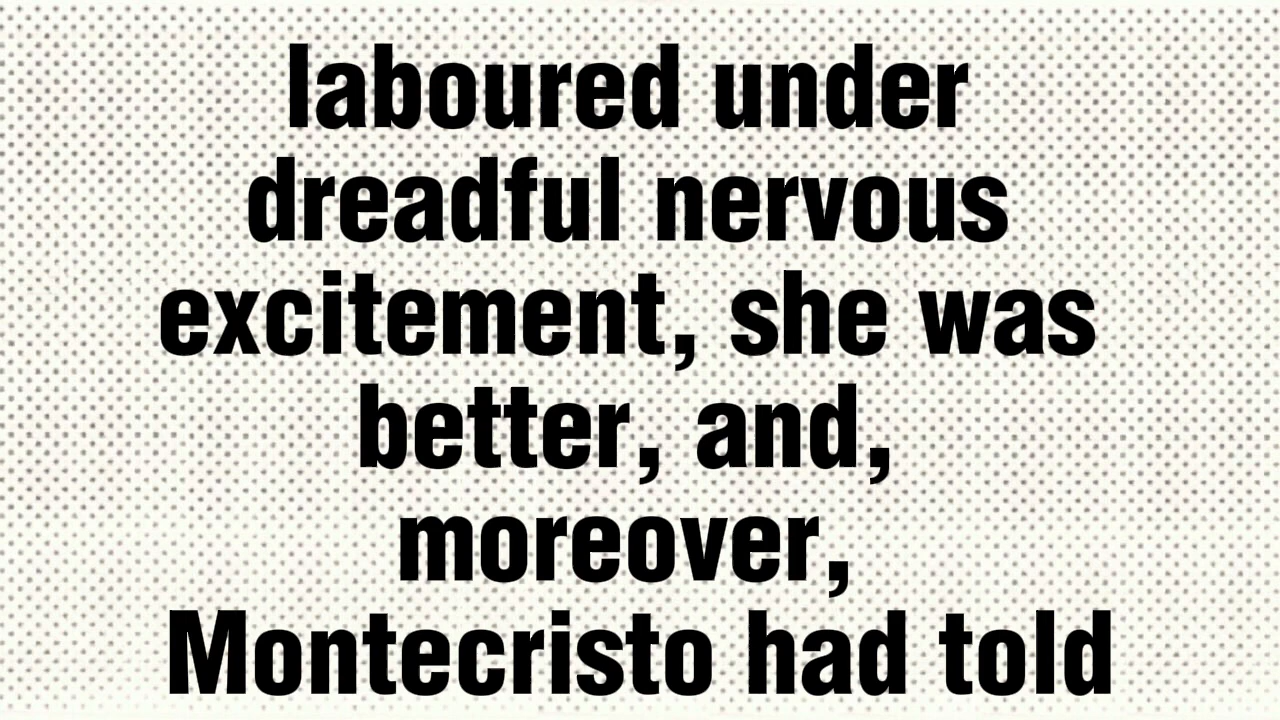 laboured under
dreadful nervous
excitement, she was
better, and,
moreover,
Montecristo had told